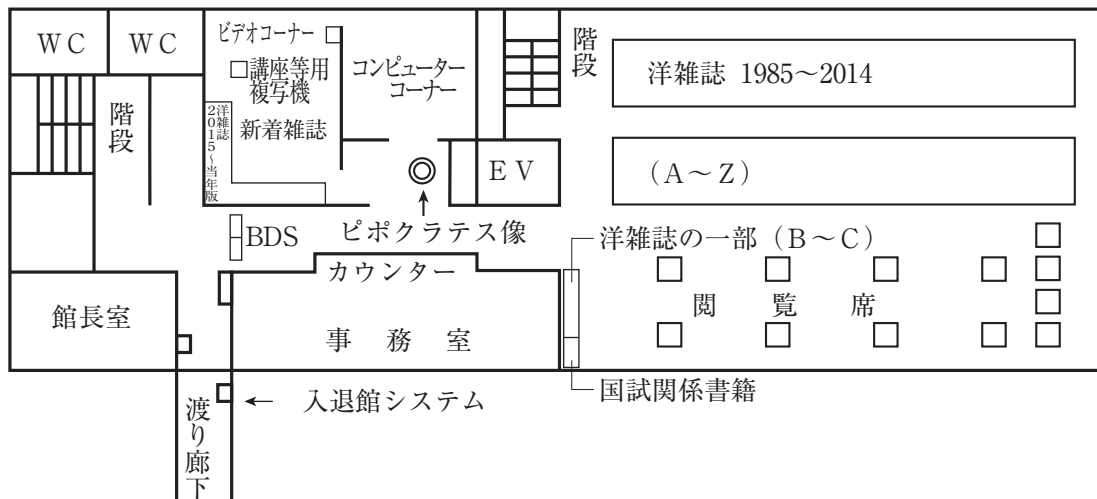 WC
WC
ビデオコーナー
講座等用
複写機
新着雑誌
洋雑誌
2015～当年版
コンピューター
コーナー
階段
階段
EV
洋雑誌 1985～2014
(A～Z)
BDS
ピポクラテス像
洋雑誌の一部(B～C)
カウンター
館長室
事務室
閲覧席
国試関係書籍
入退館システム
渡り廊下